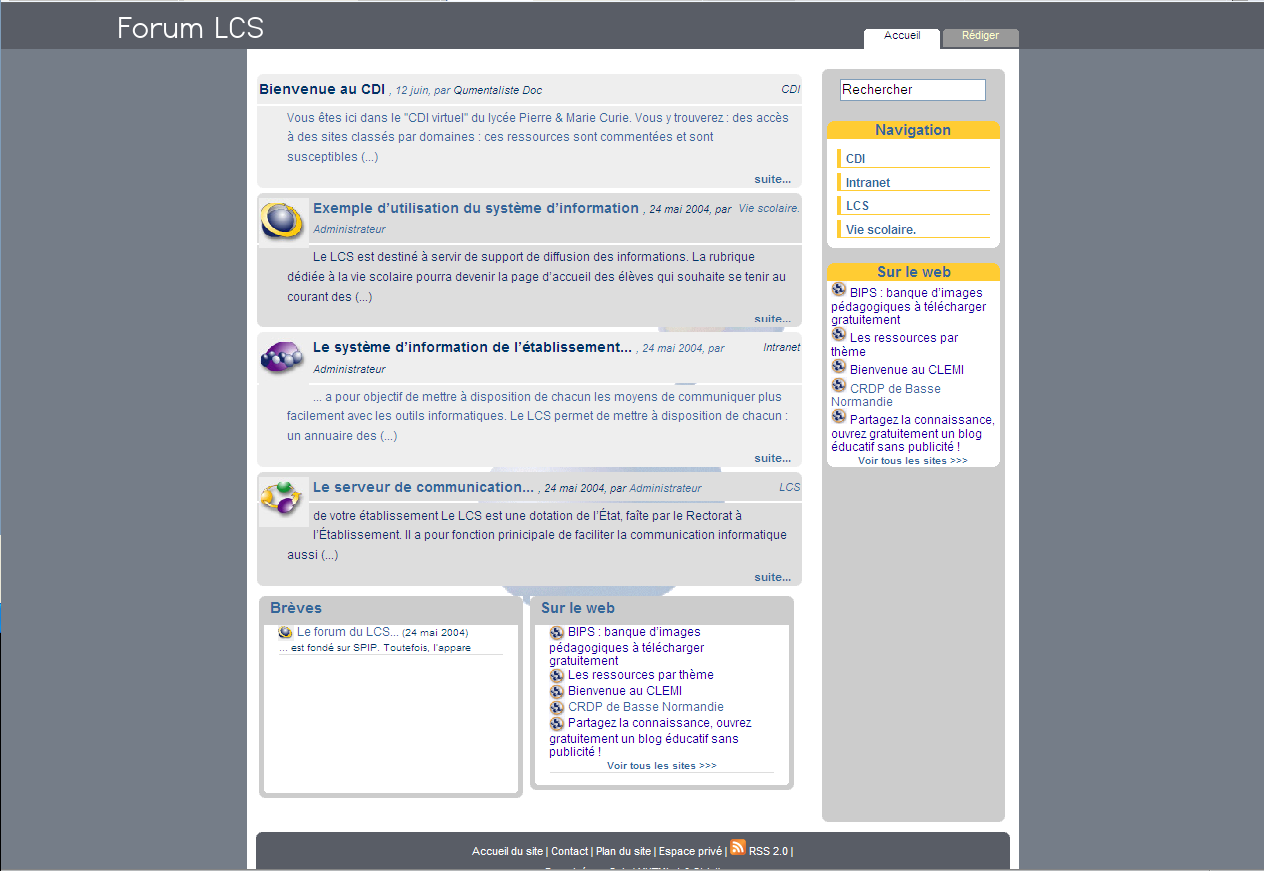 Forum LCS
Accueil
Rédiger
Bienvenue au CDI , 12 juin, par Qumentaliste Doc
CDI
Vous êtes ici dans le "CDI virtuel" du lycée Pierre & Marie Curie. Vous y trouverez : des accès
à des sites classés par domaines : ces ressources sont commentées et sont
susceptibles (...)
suite...
Exemple d'utilisation du système d'information , 24 mai 2004, par
Vie scolaire.
Administrateur
Le LCS est destiné à servir de support de diffusion des informations. La rubrique
dédiée à la vie scolaire pourra devenir la page d'accueil des élèves qui souhaite se tenir au
courant des (...)
suite...
Le système d'information de l'établissement... , 24 mai 2004, par
Intranet
Administrateur
... a pour objectif de mettre à disposition de chacun les moyens de communiquer plus
facilement avec les outils informatiques. Le LCS permet de mettre à disposition de chacun :
un annuaire des (...)
suite...
Le serveur de communication... , 24 mai 2004, par Administrateur
LCS
de votre établissement Le LCS est une dotation de l'État, faîte par le Rectorat à
l'Établissement. Il a pour fonction prinicipale de faciliter la communication informatique
aussi (...)
suite...
Brèves
Le forum du LCS... (24 mai 2004)
... est fondé sur SPIP. Toutefois, l'appare
Sur le web
BIPS : banque d'images
pédagogiques à télécharger
gratuitement
Les ressources par thème
Bienvenue au CLEMI
CRDP de Basse Normandie
Partagez la connaissance, ouvrez
gratuitement un blog éducatif sans
publicité !
Voir tous les sites >>>
Rechercher
Navigation
CDI
Intranet
LCS
Vie scolaire.
Sur le web
BIPS : banque d'images
pédagogiques à télécharger
gratuitement
Les ressources par
thème
Bienvenue au CLEMI
CRDP de Basse
Normandie
Partagez la connaissance,
ouvrez gratuitement un blog
éducatif sans publicité !
Voir tous les sites >>>
Accueil du site | Contact | Plan du site | Espace privé | RSS 2.0 |